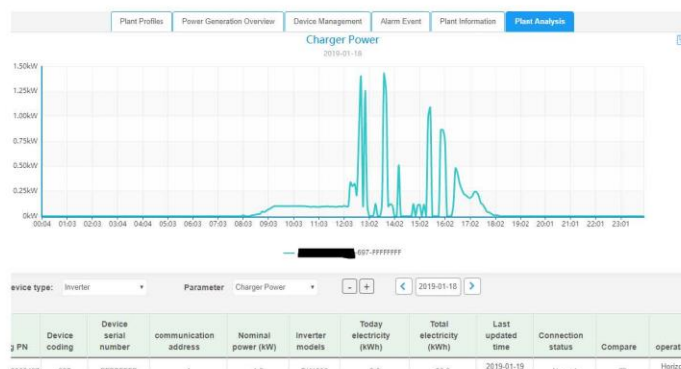 Plant Profiles Power Generation Overview Device Management Alarm Event Plant Information Plant Analysis
Charger Power
2019-01-18
1.50kW
1.25kW
1.00kW
0.75kW
0.50kW
0.25kW
0kW
00:04 01:03 02:03 03:04 04:03 05:03 06:03 07:03 08:03 09:03 10:03 11:03 12:03 13:03 14:02 15:02 16:02 17:02 18:02 19:02 20:01 21:01 22:01 23:01
-697-FFFFFFFF
evice type: Inverter Parameter Charger Power - + < 2019-01-18 >
g PN Device coding Device serial number communication address Nominal power (kW) Inverter models Today electricity (kWh) Total electricity (kWh) Last updated time Connection status Compare operat
2019-01-19 Horizo